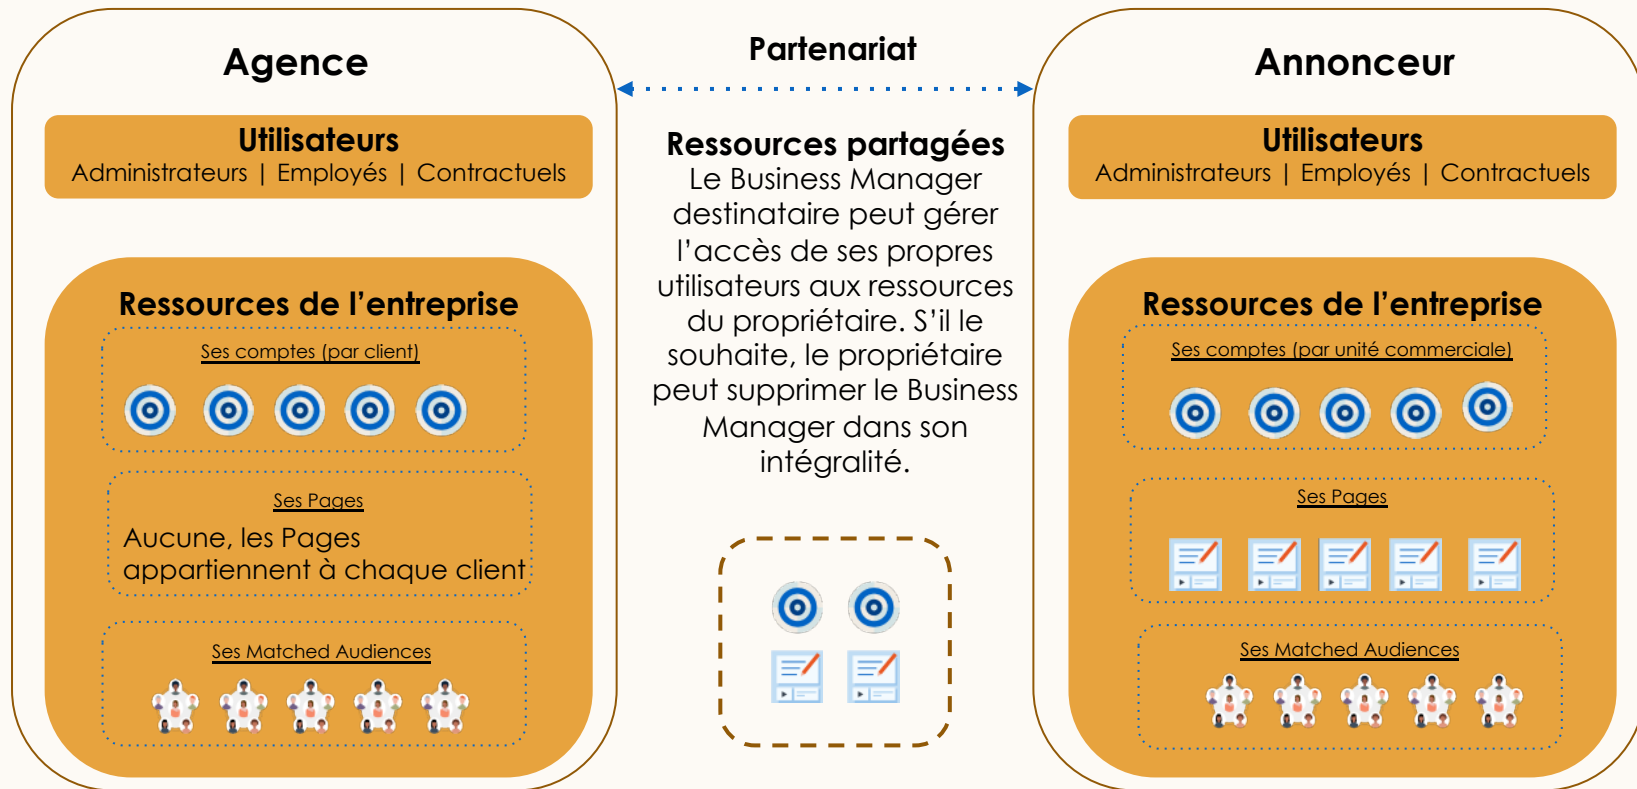 Agence
Utilisateurs
Administrateurs | Employés | Contractuels
Ressources de l’entreprise
Ses comptes (par client)
Ses Pages
Aucune, les Pages
appartiennent à chaque client
Ses Matched Audiences
Partenariat
Ressources partagées
Le Business Manager
destinataire peut gérer
l’accès de ses propres
utilisateurs aux ressources
du propriétaire. S’il le
souhaite, le propriétaire
peut supprimer le Business
Manager dans son
intégralité.
Annonceur
Utilisateurs
Administrateurs | Employés | Contractuels
Ressources de l’entreprise
Ses comptes (par unité commerciale)
Ses Pages
Ses Matched Audiences